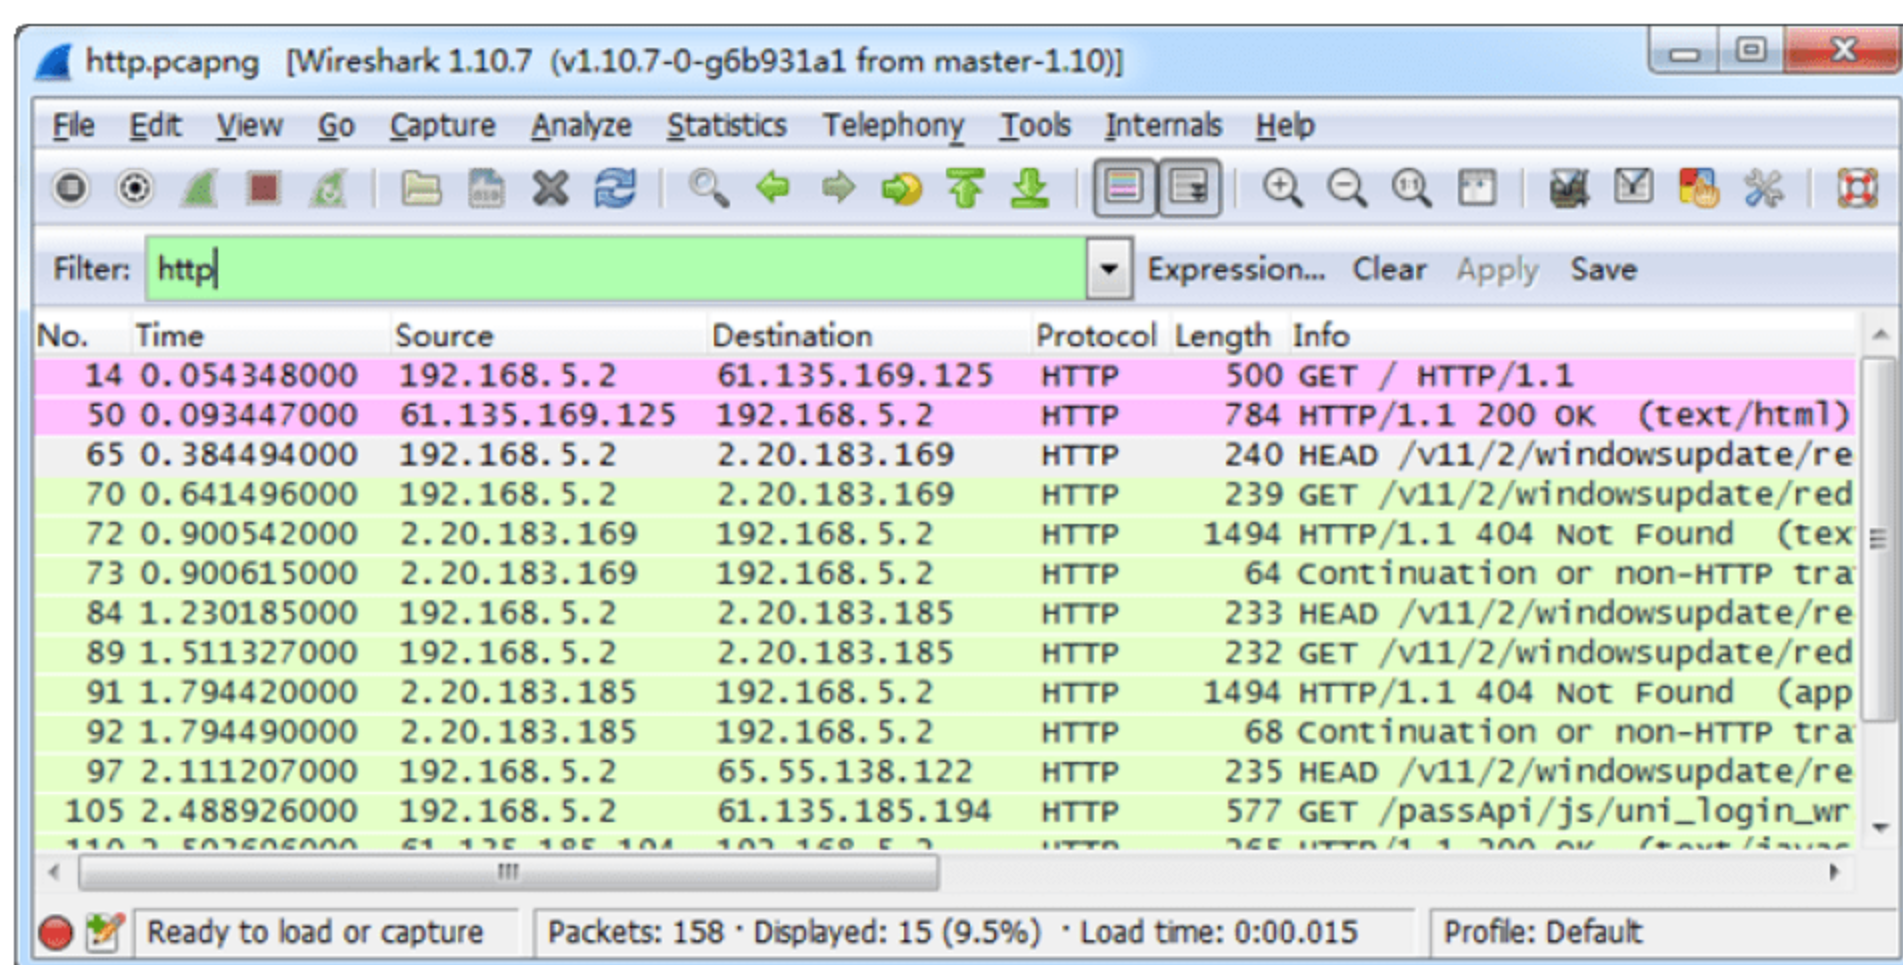 http.pcapng [Wireshark 1.10.7 (v1.10.7-0-g6b931a1 from master-1.10)]
File Edit View Go Capture Analyze Statistics Telephony Tools Internals Help
Filter: http Expression... Clear Apply Save
No. Time Source Destination Protocol Length Info
14 0.054348000 192.168.5.2 61.135.169.125 HTTP 500 GET / HTTP/1.1
50 0.093447000 61.135.169.125 192.168.5.2 HTTP 784 HTTP/1.1 200 OK (text/html)
65 0.384494000 192.168.5.2 2.20.183.169 HTTP 240 HEAD /v11/2/windowsupdate/re
70 0.641496000 192.168.5.2 2.20.183.169 HTTP 239 GET /v11/2/windowsupdate/red
72 0.900542000 2.20.183.169 192.168.5.2 HTTP 1494 HTTP/1.1 404 Not Found (tex
73 0.900615000 2.20.183.169 192.168.5.2 HTTP 64 Continuation or non-HTTP tra
84 1.230185000 192.168.5.2 2.20.183.185 HTTP 233 HEAD /v11/2/windowsupdate/re
89 1.511327000 192.168.5.2 2.20.183.185 HTTP 232 GET /v11/2/windowsupdate/red
91 1.794420000 2.20.183.185 192.168.5.2 HTTP 1494 HTTP/1.1 404 Not Found (app
92 1.794490000 2.20.183.185 192.168.5.2 HTTP 68 Continuation or non-HTTP tra
97 2.111207000 192.168.5.2 65.55.138.122 HTTP 235 HEAD /v11/2/windowsupdate/re
105 2.488926000 192.168.5.2 61.135.185.194 HTTP 577 GET /passApi/js/uni_login_wr
61.135.185.194 192.168.5.2 HTTP HTTP/1.1 200 OK
Ready to load or capture Packets: 158 · Displayed: 15 (9.5%) · Load time: 0:00.015 Profile: Default